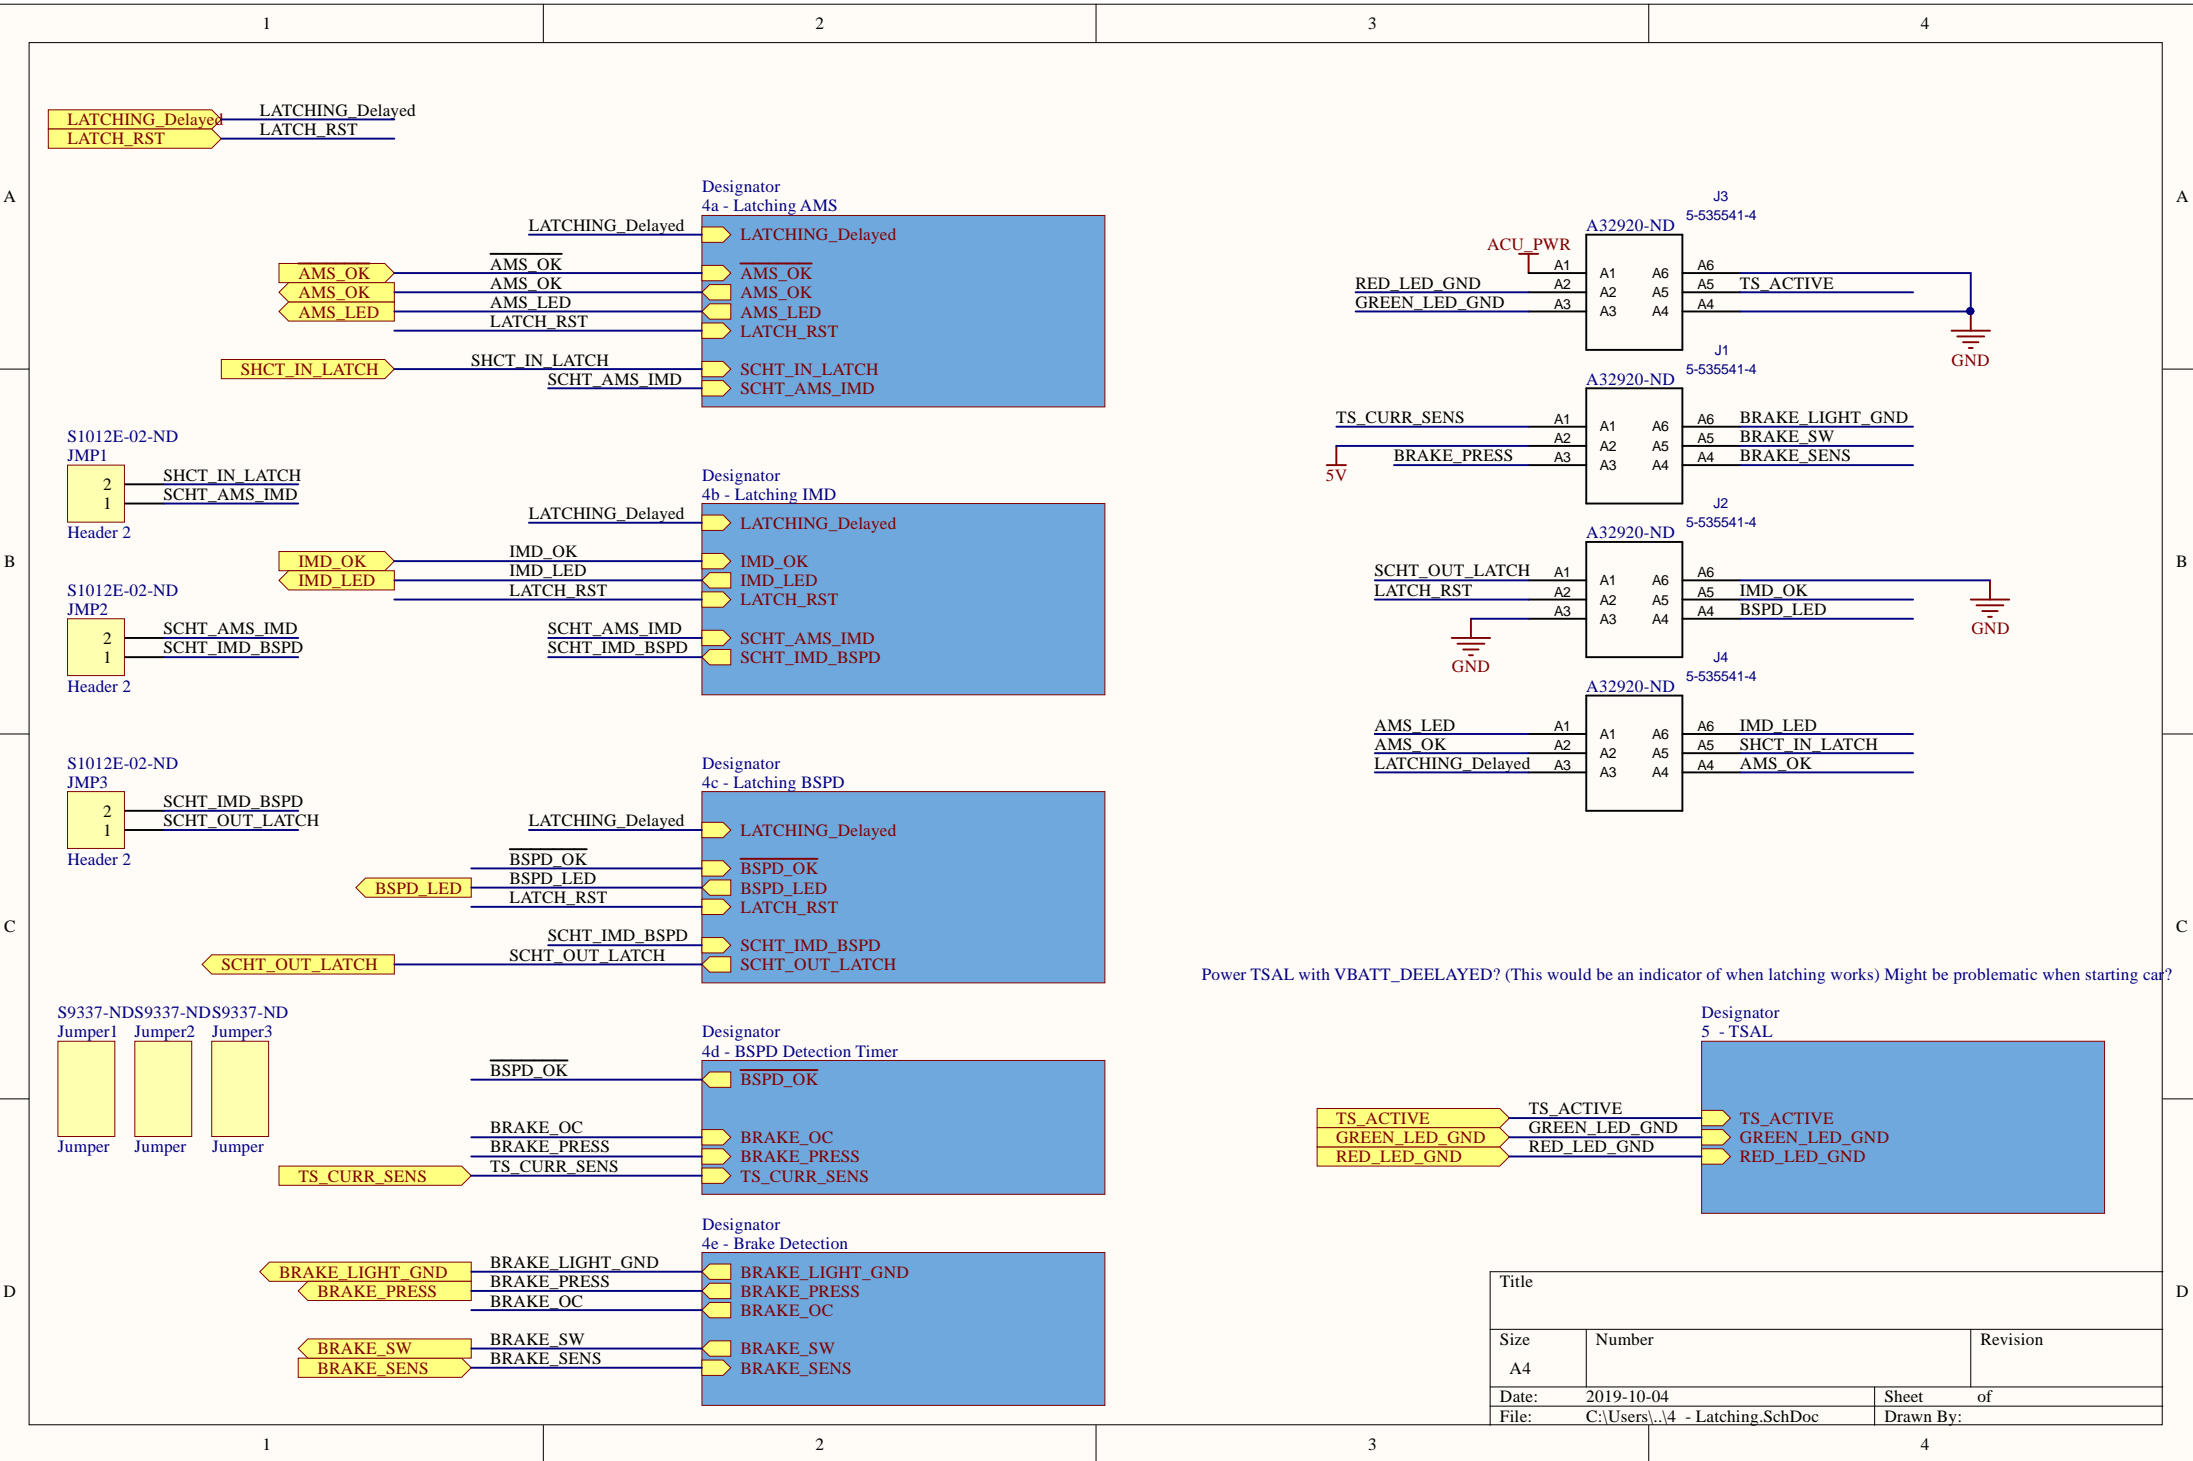 1 2 3 4
A
A
B
B
C
C
D
D
LATCHING_Delayed LATCHING_Delayed
LATCH_RST LATCH_RST
Designator
4a - Latching AMS
LATCHING_Delayed LATCHING_Delayed
AMS_OK AMS_OK AMS_OK
AMS_OK AMS_OK AMS_OK
AMS_LED AMS_LED AMS_LED
LATCH_RST LATCH_RST
SHCT_IN_LATCH SHCT_IN_LATCH SCHT_IN_LATCH
SCHT_AMS_IMD SCHT_AMS_IMD
S1012E-02-ND
JMP1
2 SHCT_IN_LATCH
1 SCHT_AMS_IMD
Header 2
Designator
4b - Latching IMD
LATCHING_Delayed LATCHING_Delayed
IMD_OK IMD_OK IMD_OK
IMD_LED IMD_LED IMD_LED
LATCH_RST LATCH_RST
SCHT_AMS_IMD SCHT_AMS_IMD
SCHT_IMD_BSPD SCHT_IMD_BSPD
S1012E-02-ND
JMP2
2 SCHT_AMS_IMD
1 SCHT_IMD_BSPD
Header 2
S1012E-02-ND
JMP3
2 SCHT_IMD_BSPD
1 SCHT_OUT_LATCH
Header 2
Designator
4c - Latching BSPD
LATCHING_Delayed LATCHING_Delayed
BSPD_OK BSPD_OK
BSPD_LED BSPD_LED BSPD_LED
LATCH_RST LATCH_RST
SCHT_IMD_BSPD SCHT_IMD_BSPD
SCHT_OUT_LATCH SCHT_OUT_LATCH SCHT_OUT_LATCH
S9337-ND S9337-ND S9337-ND
Jumper1 Jumper2 Jumper3
Jumper Jumper Jumper
Designator
4d - BSPD Detection Timer
BSPD_OK BSPD_OK
BRAKE_OC BRAKE_OC
BRAKE_PRESS BRAKE_PRESS
TS_CURR_SENS TS_CURR_SENS TS_CURR_SENS
Designator
4e - Brake Detection
BRAKE_LIGHT_GND BRAKE_LIGHT_GND BRAKE_LIGHT_GND
BRAKE_PRESS BRAKE_PRESS BRAKE_PRESS
BRAKE_OC BRAKE_OC
BRAKE_SW BRAKE_SW BRAKE_SW
BRAKE_SENS BRAKE_SENS BRAKE_SENS
J3
5-535541-4
A32920-ND
ACU_PWR A1 A1 A6 A6
RED_LED_GND A2 A2 A5 A5 TS_ACTIVE
GREEN_LED_GND A3 A3 A4 A4
GND
J1
5-535541-4
A32920-ND
TS_CURR_SENS A1 A1 A6 A6 BRAKE_LIGHT_GND
A2 A2 A5 A5 BRAKE_SW
BRAKE_PRESS A3 A3 A4 A4 BRAKE_SENS
5V
J2
5-535541-4
A32920-ND
SCHT_OUT_LATCH A1 A1 A6 A6
LATCH_RST A2 A2 A5 A5 IMD_OK
A3 A3 A4 A4 BSPD_LED
GND
GND
J4
5-535541-4
A32920-ND
AMS_LED A1 A1 A6 A6 IMD_LED
AMS_OK A2 A2 A5 A5 SHCT_IN_LATCH
LATCHING_Delayed A3 A3 A4 A4 AMS_OK
Power TSAL with VBATT_DEELAYED? (This would be an indicator of when latching works) Might be problematic when starting car?
Designator
5 - TSAL
TS_ACTIVE TS_ACTIVE TS_ACTIVE
GREEN_LED_GND GREEN_LED_GND GREEN_LED_GND
RED_LED_GND RED_LED_GND RED_LED_GND
Title
Size Number Revision
A4
Date: 2019-10-04 Sheet of
File: C:\Users\..\4 - Latching.SchDoc Drawn By:
1 2 3 4